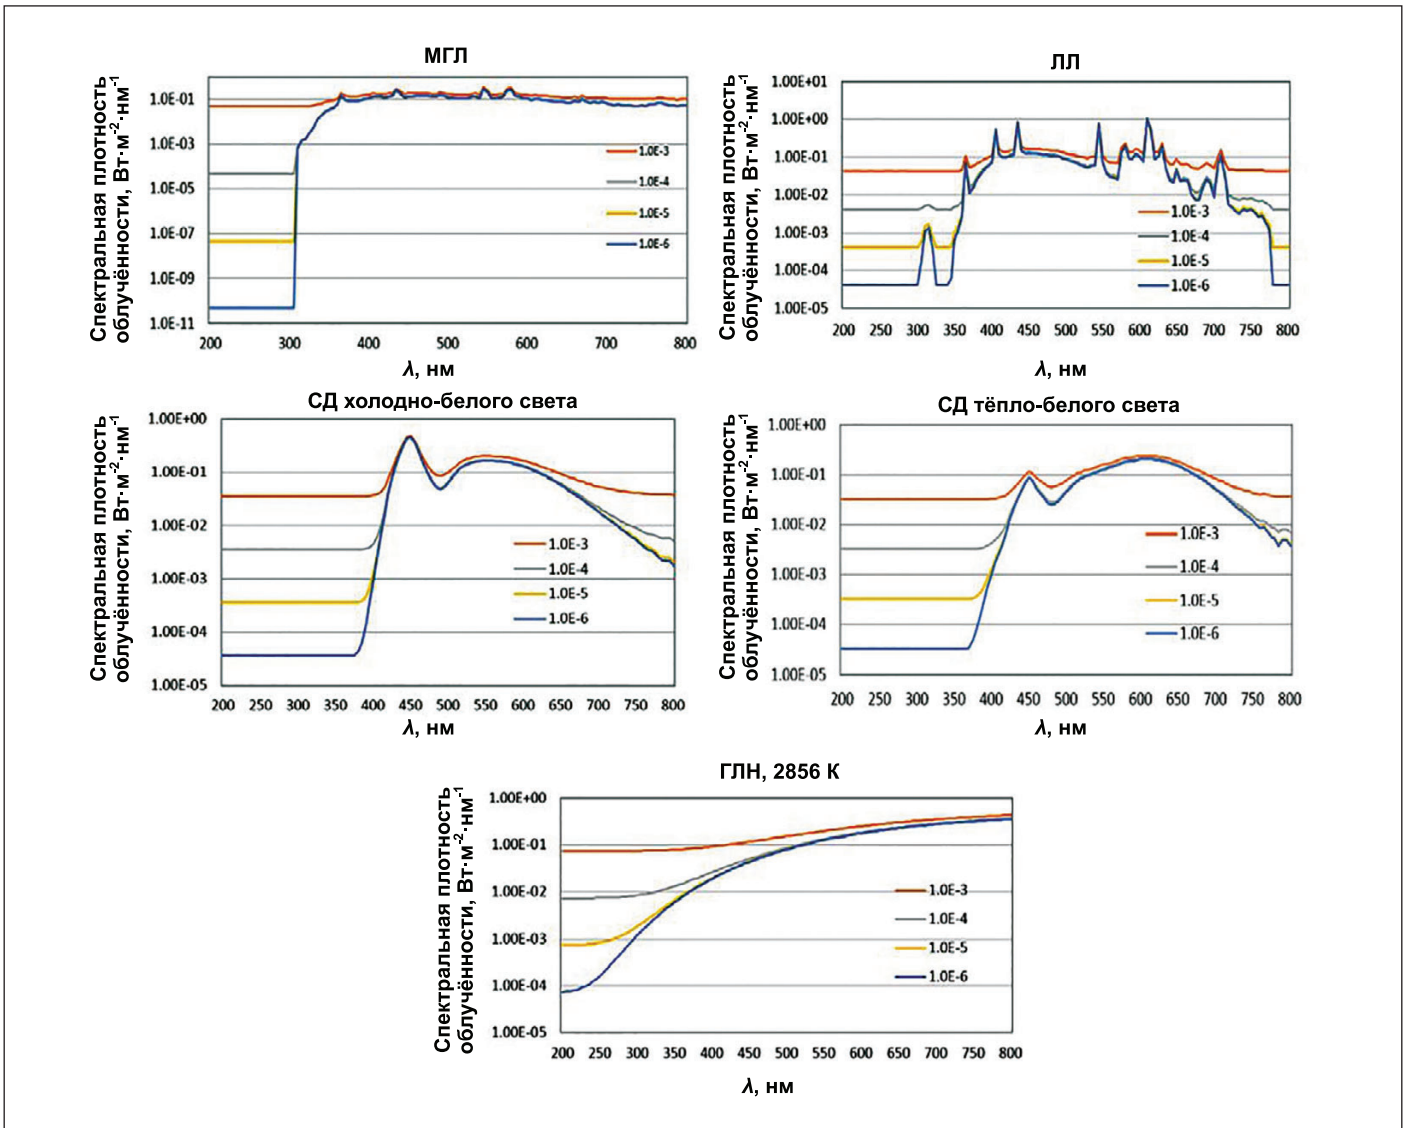 МГЛ
Спектральная плотность
облучённости, Вт·м-2·нм-1
1.0E-01
1.0E-03
1.0E-05
1.0E-07
1.0E-09
1.0E-11
1.0E-3
1.0E-4
1.0E-5
1.0E-6
200 300 400 500 600 700 800
λ, нм
ЛЛ
Спектральная плотность
облучённости, Вт·м-2·нм-1
1.00E+01
1.00E+00
1.00E-01
1.00E-02
1.00E-03
1.00E-04
1.00E-05
1.0E-3
1.0E-4
1.0E-5
1.0E-6
200 250 300 350 400 450 500 550 600 650 700 750 800
λ, нм
СД холодно-белого света
Спектральная плотность
облучённости, Вт·м-2·нм-1
1.00E+00
1.00E-01
1.00E-02
1.00E-03
1.00E-04
1.00E-05
1.0E-3
1.0E-4
1.0E-5
1.0E-6
200 250 300 350 400 450 500 550 600 650 700 750 800
λ, нм
СД тёпло-белого света
Спектральная плотность
облучённости, Вт·м-2·нм-1
1.00E+00
1.00E-01
1.00E-02
1.00E-03
1.00E-04
1.00E-05
1.0E-3
1.0E-4
1.0E-5
1.0E-6
200 250 300 350 400 450 500 550 600 650 700 750 800
λ, нм
ГЛН, 2856 К
Спектральная плотность
облучённости, Вт·м-2·нм-1
1.00E+00
1.00E-01
1.00E-02
1.00E-03
1.00E-04
1.00E-05
1.0E-3
1.0E-4
1.0E-5
1.0E-6
200 250 300 350 400 450 500 550 600 650 700 750 800
λ, нм